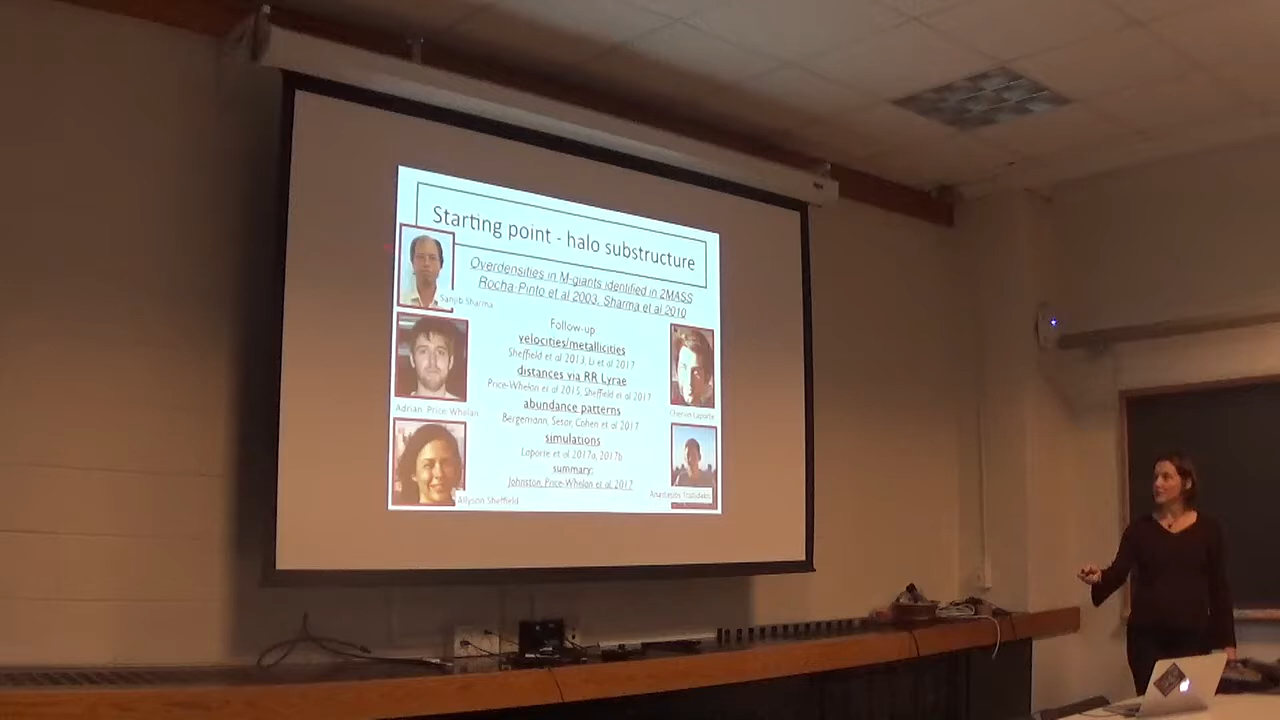 Starting point - halo substructure
Overdensities in M-giants identified in 2MASS
Rocha-Pinto et al 2003, Sharma et al 2010
Sanjib Sharma
Follow-up:
velocities/metallicities
Sheffield et al 2013, Li et al 2017
distances via RR Lyrae
Price-Whelan et al 2015, Sheffield et al 2017
abundance patterns
Bergemann, Sesar, Cohen et al 2017
simulations
Laporte et al 2017a, 2017b
summary:
Johnston, Price-Whelan et al 2017
Adrian Price Whelan
Allyson Sheffield
Chervin Laporte